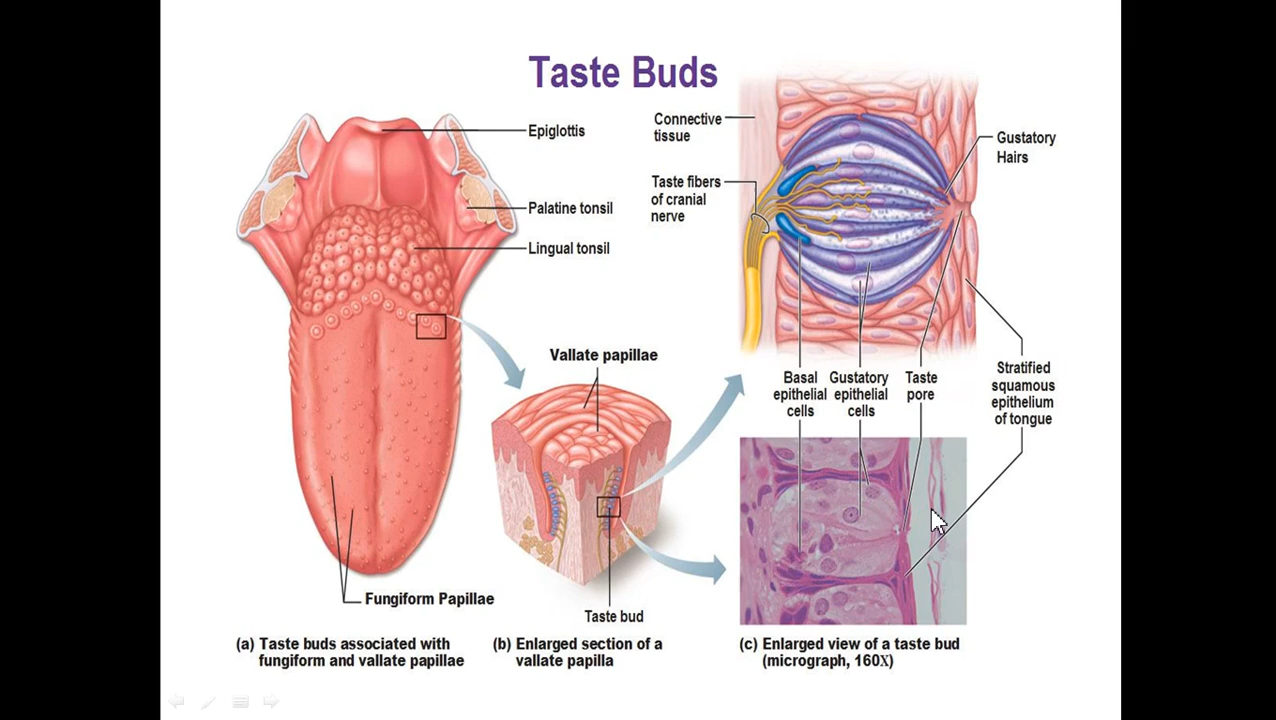 Taste Buds
Epiglottis
Palatine tonsil
Lingual tonsil
Fungiform Papillae
(a) Taste buds associated with
fungiform and vallate papillae
Vallate papillae
Taste bud
(b) Enlarged section of a
vallate papilla
Connective
tissue
Taste fibers
of cranial
nerve
Gustatory
Hairs
Basal
epithelial
cells
Gustatory
epithelial
cells
Taste
pore
Stratified
squamous
epithelium
of tongue
(c) Enlarged view of a taste bud
(micrograph, 160X)